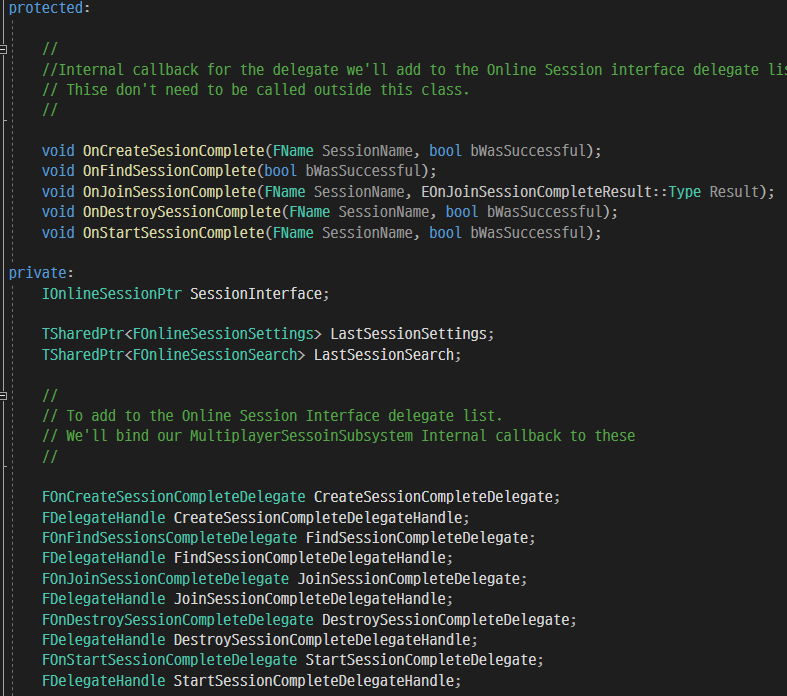 protected:
//
//Internal callback for the delegate we'll add to the Online Session interface delegate lis
// Thise don't need to be called outside this class.
//
void OnCreateSesionComplete(FName SessionName, bool bWasSuccessful);
void OnFindSessionComplete(bool bWasSuccessful);
void OnJoinSessionComplete(FName SessionName, EOnJoinSessionCompleteResult::Type Result);
void OnDestroySessionComplete(FName SessionName, bool bWasSuccessful);
void OnStartSessionComplete(FName SessionName, bool bWasSuccessful);
private:
IOnlineSessionPtr SessionInterface;
TSharedPtr<FOnlineSessionSettings> LastSessionSettings;
TSharedPtr<FOnlineSessionSearch> LastSessionSearch;
//
// To add to the Online Session Interface delegate list.
// We'll bind our MultiplayerSessoinSubsystem Internal callback to these
//
FOnCreateSessionCompleteDelegate CreateSessionCompleteDelegate;
FDelegateHandle CreateSessionCompleteDelegateHandle;
FOnFindSessionsCompleteDelegate FindSessionCompleteDelegate;
FDelegateHandle FindSessionCompleteDelegateHandle;
FOnJoinSessionCompleteDelegate JoinSessionCompleteDelegate;
FDelegateHandle JoinSessionCompleteDelegateHandle;
FOnDestroySessionCompleteDelegate DestroySessionCompleteDelegate;
FDelegateHandle DestroySessionCompleteDelegateHandle;
FOnStartSessionCompleteDelegate StartSessionCompleteDelegate;
FDelegateHandle StartSessionCompleteDelegateHandle;